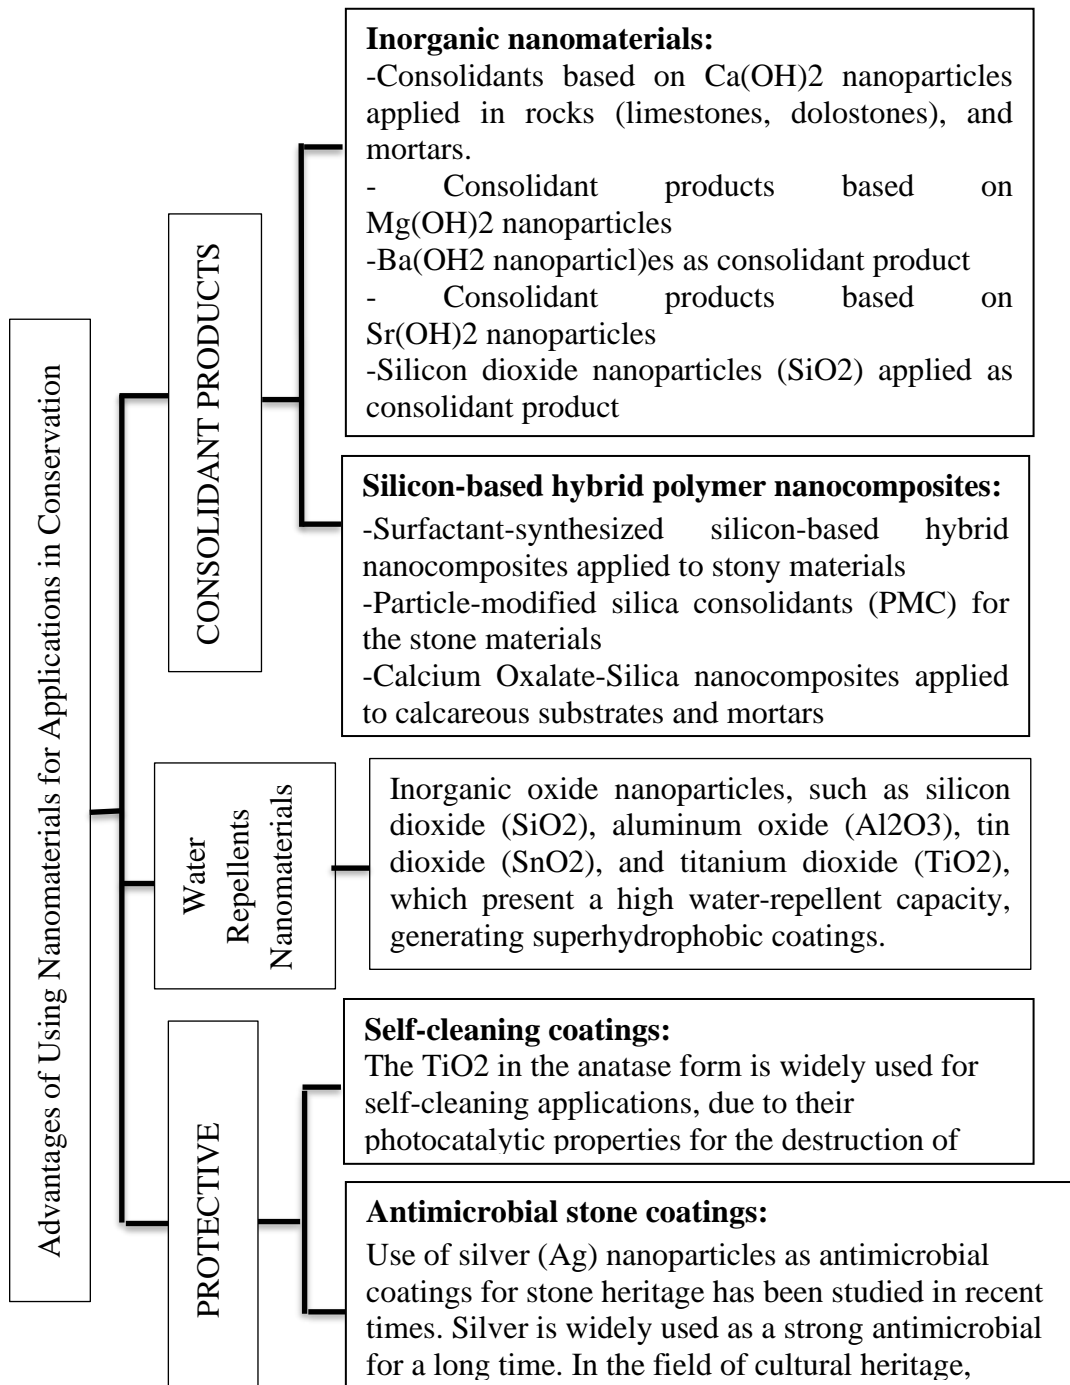 Advantages of Using Nanomaterials for Applications in Conservation
CONSOLIDANT PRODUCTS
Inorganic nanomaterials:
-Consolidants based on Ca(OH)2 nanoparticles
applied in rocks (limestones, dolostones), and
mortars.
- Consolidant products based on
Mg(OH)2 nanoparticles
-Ba(OH2 nanoparticl)es as consolidant product
- Consolidant products based on
Sr(OH)2 nanoparticles
-Silicon dioxide nanoparticles (SiO2) applied as
consolidant product
Silicon-based hybrid polymer nanocomposites:
-Surfactant-synthesized silicon-based hybrid
nanocomposites applied to stony materials
-Particle-modified silica consolidants (PMC) for
the stone materials
-Calcium Oxalate-Silica nanocomposites applied
to calcareous substrates and mortars
Water
Repellents
Nanomaterials
Inorganic oxide nanoparticles, such as silicon
dioxide (SiO2), aluminum oxide (Al2O3), tin
dioxide (SnO2), and titanium dioxide (TiO2),
which present a high water-repellent capacity,
generating superhydrophobic coatings.
PROTECTIVE
Self-cleaning coatings:
The TiO2 in the anatase form is widely used for
self-cleaning applications, due to their
photocatalytic properties for the destruction of
Antimicrobial stone coatings:
Use of silver (Ag) nanoparticles as antimicrobial
coatings for stone heritage has been studied in recent
times. Silver is widely used as a strong antimicrobial
for a long time. In the field of cultural heritage,